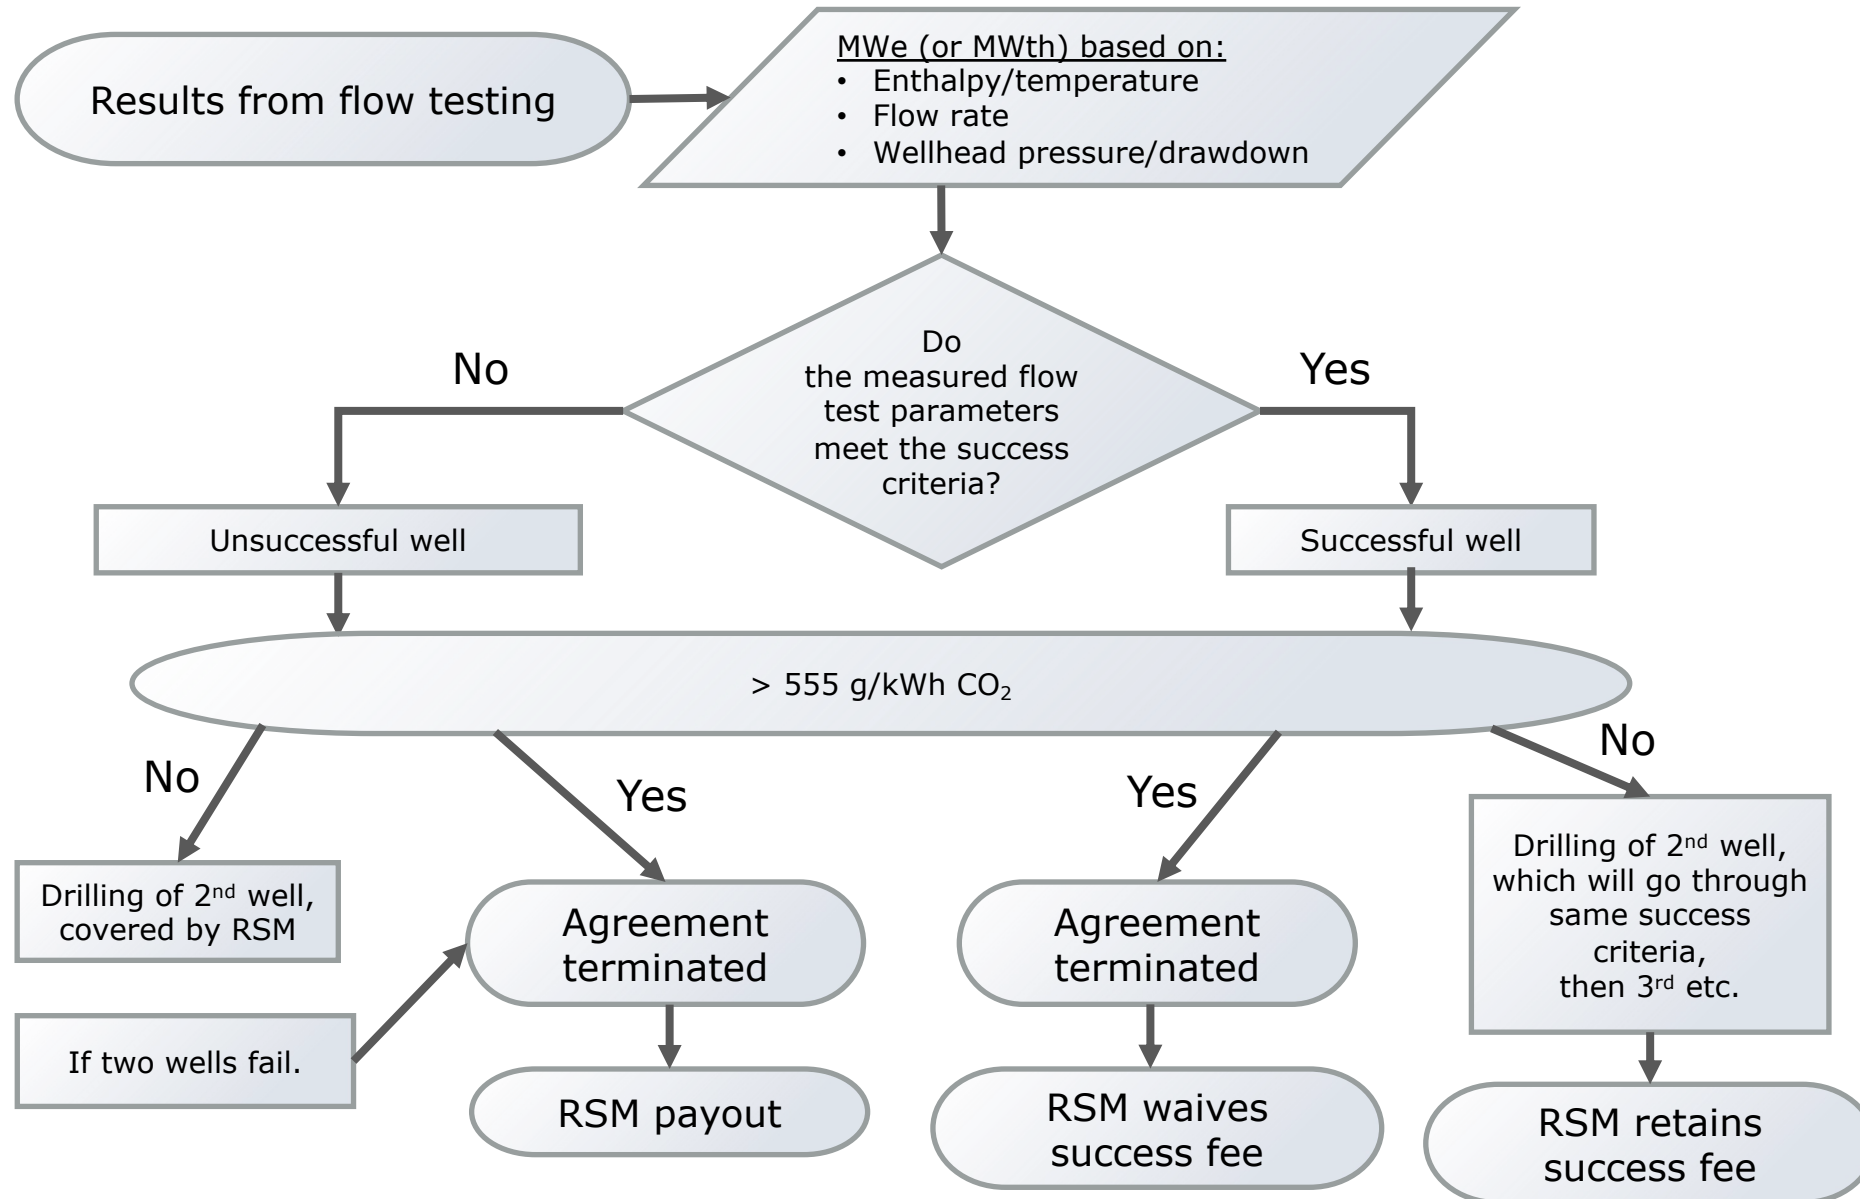 Results from flow testing
MWe (or MWth) based on:
• Enthalpy/temperature
• Flow rate
• Wellhead pressure/drawdown
Do
the measured flow
test parameters
meet the success
criteria?
No
Yes
Unsuccessful well
Successful well
> 555 g/kWh CO₂
No
Yes
Yes
No
Drilling of 2nd well,
covered by RSM
Agreement
terminated
Agreement
terminated
Drilling of 2nd well,
which will go through
same success
criteria,
then 3rd etc.
If two wells fail.
RSM payout
RSM waives
success fee
RSM retains
success fee